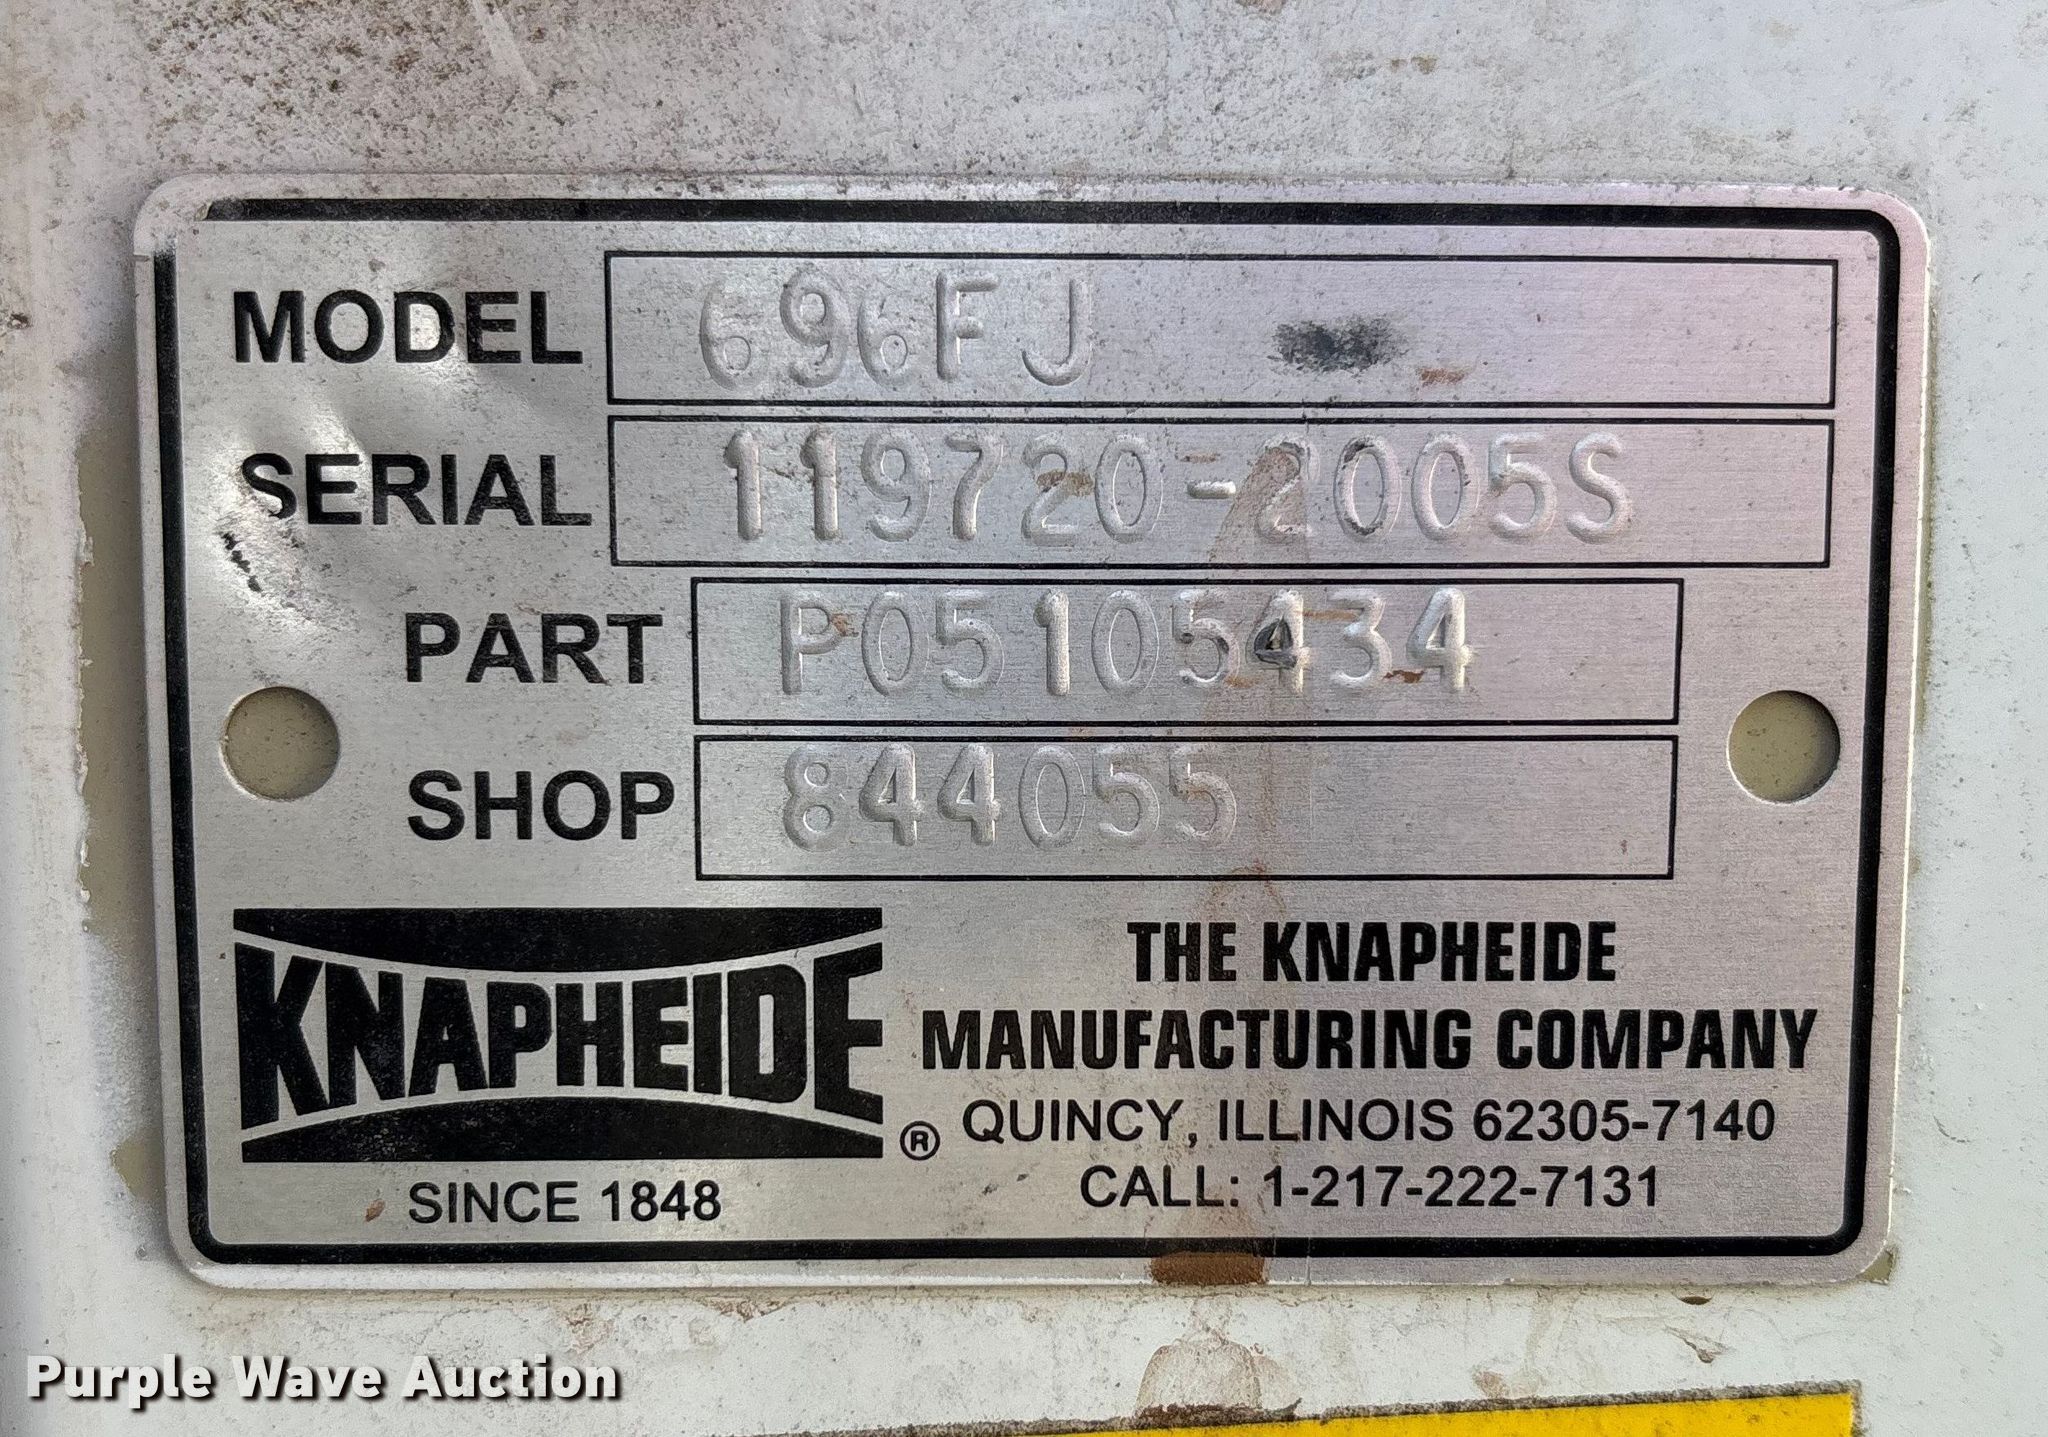 MODEL 696FJ
SERIAL 119720-2005S
PART P05105434
SHOP 844055
KNAPHEIDE ®
SINCE 1848
THE KNAPHEIDE
MANUFACTURING COMPANY
QUINCY, ILLINOIS 62305-7140
CALL: 1-217-222-7131
Purple Wave Auction